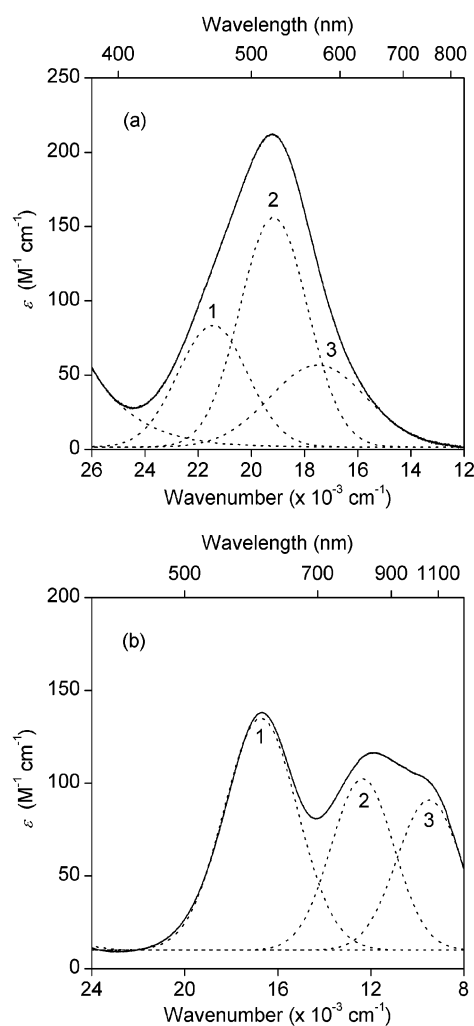 Wavelength (nm)
400 500 600 700 800
250
200
150
100
50
0
ε (M⁻¹ cm⁻¹)
(a)
1
2
3
26 24 22 20 18 16 14 12
Wavenumber (x 10⁻³ cm⁻¹)
Wavelength (nm)
500 700 900 1100
200
150
100
50
0
ε (M⁻¹ cm⁻¹)
(b)
1
2
3
24 20 16 12 8
Wavenumber (x 10⁻³ cm⁻¹)